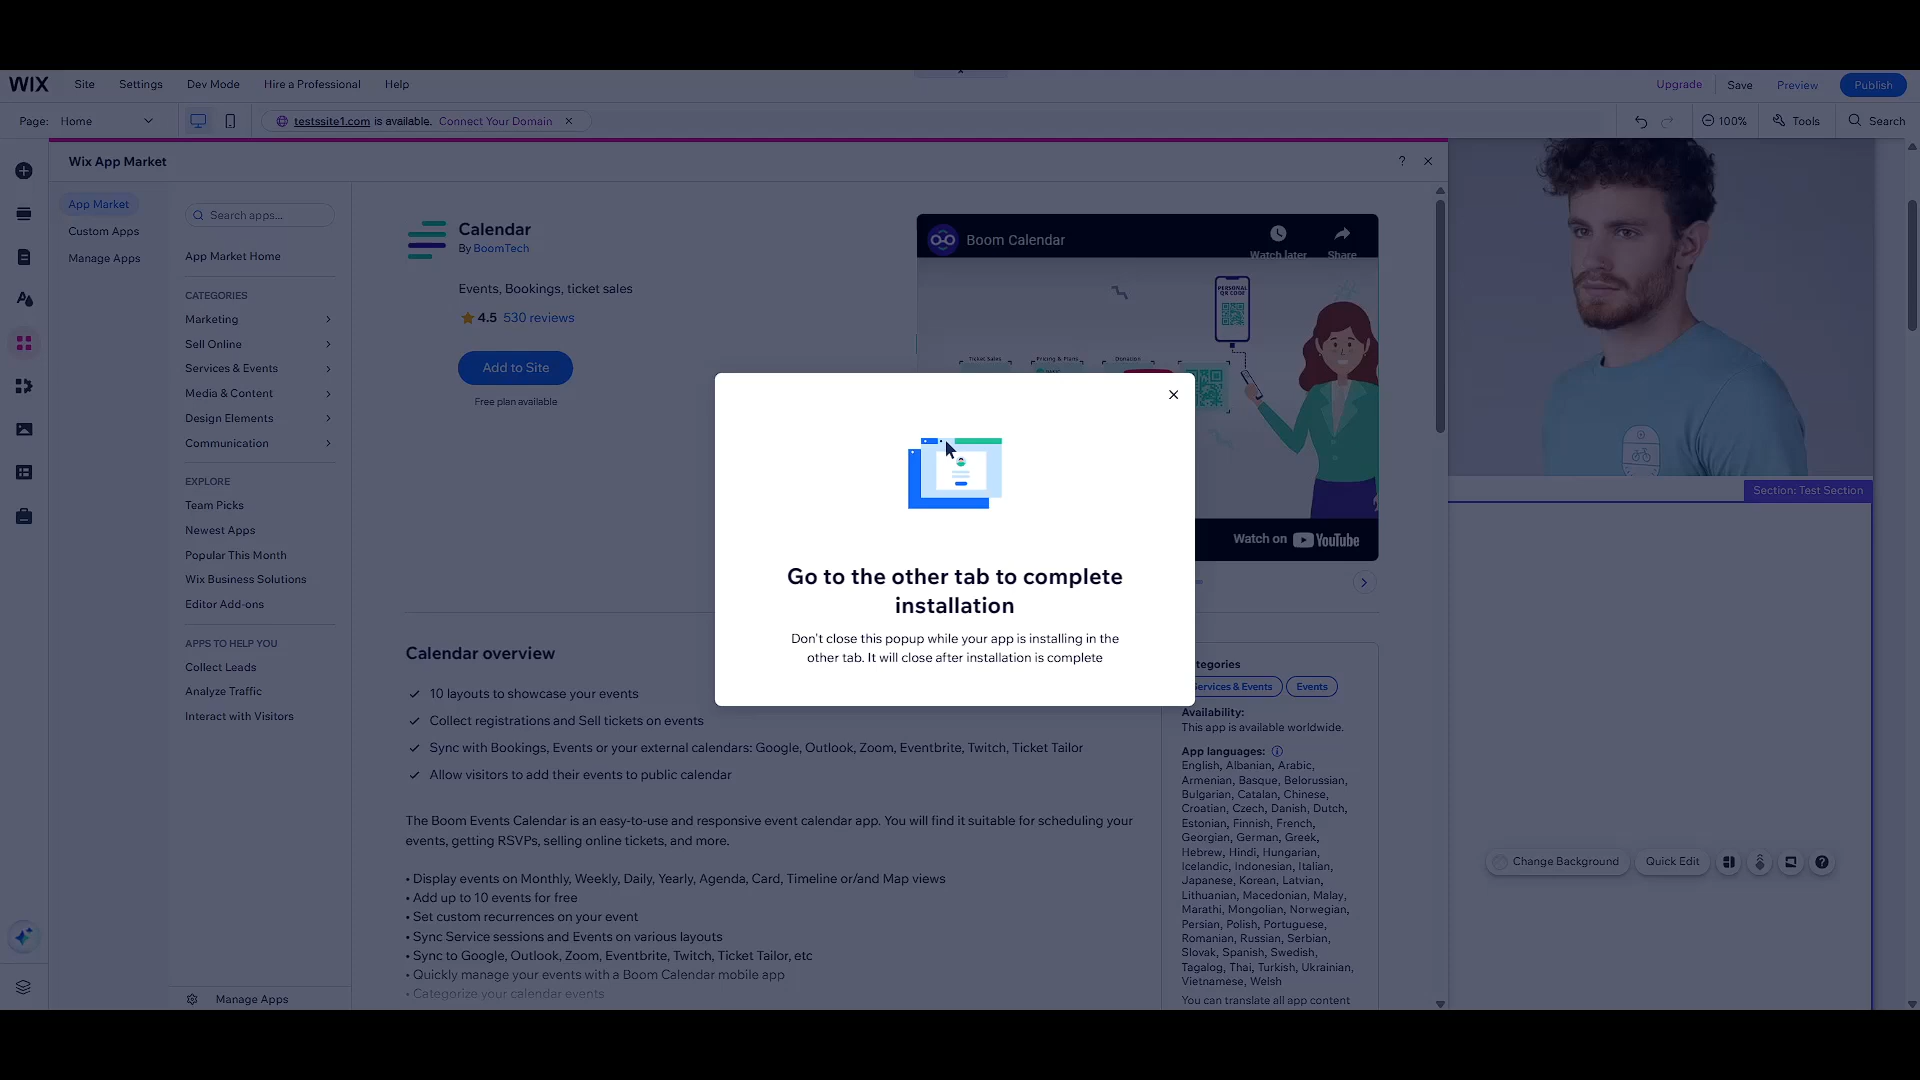 WIX Site Settings Dev Mode Hire a Professional Help Upgrade Save Preview Publish
Page: Home testssite1.com is available. Connect Your Domain 100% Tools Search
Wix App Market ?
App Market
Custom Apps
Manage Apps
Search apps...
App Market Home
CATEGORIES
Marketing
Sell Online
Services & Events
Media & Content
Design Elements
Communication
EXPLORE
Team Picks
Newest Apps
Popular This Month
Wix Business Solutions
Editor Add-ons
APPS TO HELP YOU
Collect Leads
Analyze Traffic
Interact with Visitors
Manage Apps
Calendar
By BoomTech
Events, Bookings, ticket sales
4.5 530 reviews
Add to Site
Free plan available
Boom Calendar
Watch later Share
PERSONAL
QR CODE
Ticket Sales Pricing & Plans Donation
Watch on YouTube
Go to the other tab to complete
installation
Don't close this popup while your app is installing in the
other tab. It will close after installation is complete
Calendar overview
10 layouts to showcase your events
Collect registrations and Sell tickets on events
Sync with Bookings, Events or your external calendars: Google, Outlook, Zoom, Eventbrite, Twitch, Ticket Tailor
Allow visitors to add their events to public calendar
The Boom Events Calendar is an easy-to-use and responsive event calendar app. You will find it suitable for scheduling your
events, getting RSVPs, selling online tickets, and more.
• Display events on Monthly, Weekly, Daily, Yearly, Agenda, Card, Timeline or/and Map views
• Add up to 10 events for free
• Set custom recurrences on your event
• Sync Service sessions and Events on various layouts
• Sync to Google, Outlook, Zoom, Eventbrite, Twitch, Ticket Tailor, etc
• Quickly manage your events with a Boom Calendar mobile app
• Categorize your calendar events
tegories
ervices & Events Events
Availability:
This app is available worldwide.
App languages:
English, Albanian, Arabic,
Armenian, Basque, Belorussian,
Bulgarian, Catalan, Chinese,
Croatian, Czech, Danish, Dutch,
Estonian, Finnish, French,
Georgian, German, Greek,
Hebrew, Hindi, Hungarian,
Icelandic, Indonesian, Italian,
Japanese, Korean, Latvian,
Lithuanian, Macedonian, Malay,
Marathi, Mongolian, Norwegian,
Persian, Polish, Portuguese,
Romanian, Russian, Serbian,
Slovak, Spanish, Swedish,
Tagalog, Thai, Turkish, Ukrainian,
Vietnamese, Welsh
You can translate all app content
Section: Test Section
Change Background Quick Edit ?